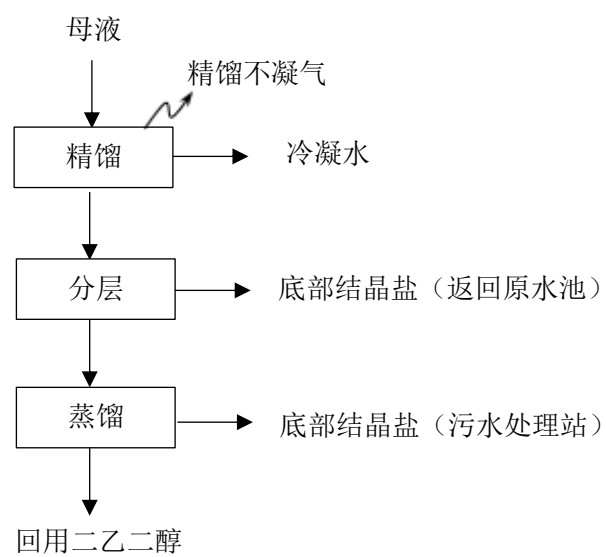 母液
精馏不凝气
精馏
冷凝水
分层
底部结晶盐（返回原水池）
蒸馏
底部结晶盐（污水处理站）
回用二乙二醇